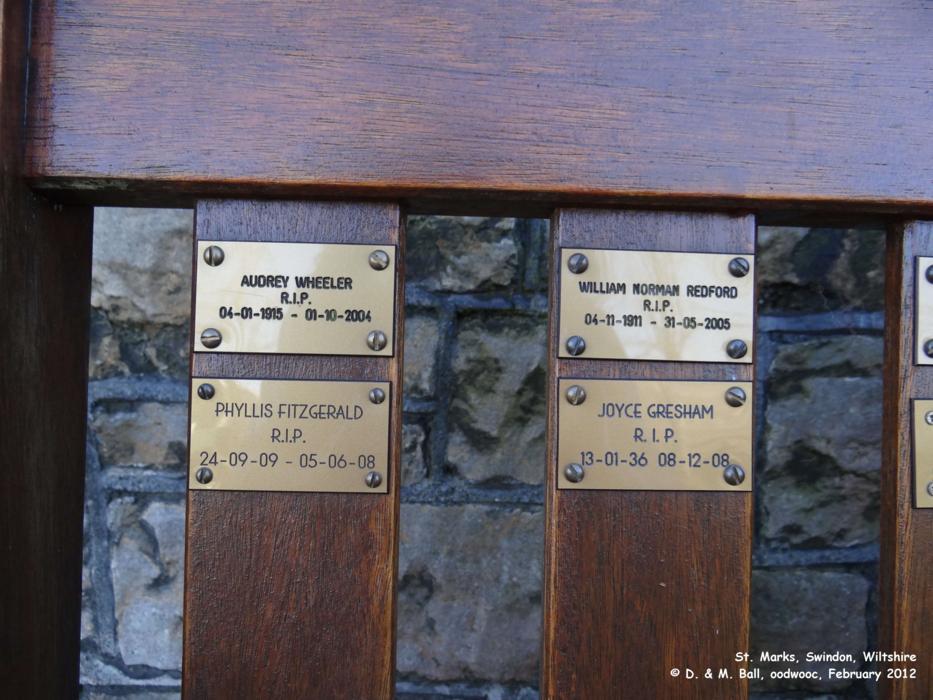 AUDREY WHEELER
R.I.P.
04-01-1915 - 01-10-2004
WILLIAM NORMAN REDFORD
R.I.P.
04-11-1911 - 31-05-2005
PHYLLIS FITZGERALD
R.I.P.
24-09-09 - 05-06-08
JOYCE GRESHAM
R. I. P.
13-01-36 08-12-08
St. Marks, Swindon, Wiltshire
© D. & M. Ball, oodwooc, February 2012